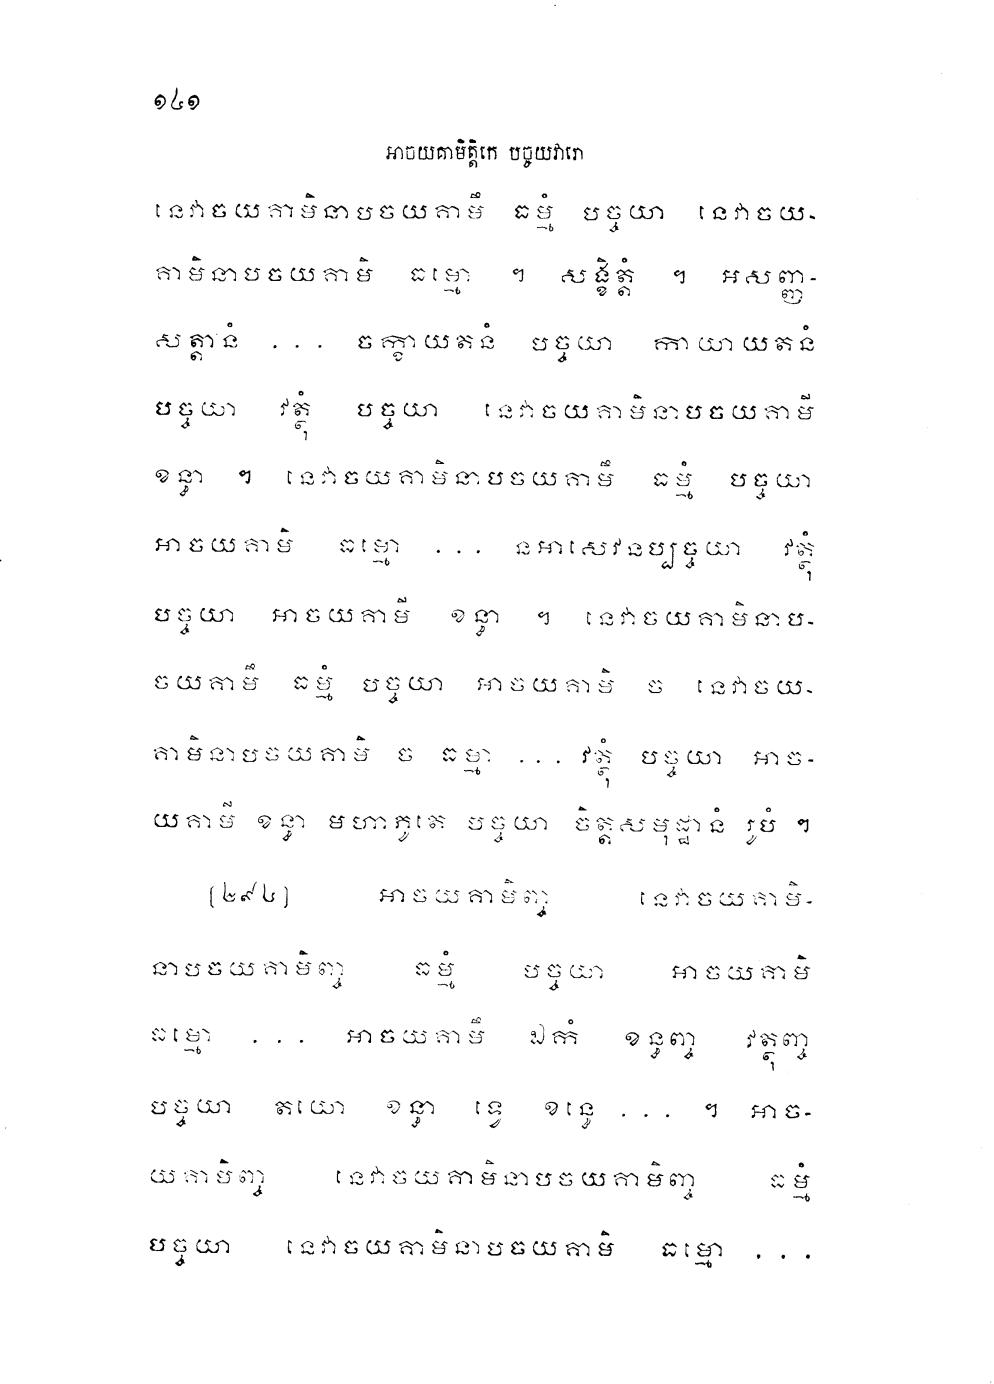 ១៤១
អាចយគាមិត្តិកេ បច្ចយវារោ
នេវាចយគាមិនាបចយគាមឹ ធម្មំ បច្ចយា នេវាចយ-
គាមិនាបចយគាមិ ធម្មោ ។ សង្ខិត្តំ ។ អសញ្ញ-
សត្តានំ ... ចក្ខាយតនំ បច្ចយា កាយាយតនំ
បច្ចយា វត្ថុំ បច្ចយា នេវាចយគាមិនាបចយគាមី
ខន្ធា ។ នេវាចយគាមិនាបចយគាមឹ ធម្មំ បច្ចយា
អាចយគាមិ ធម្មោ ... នអាសេវនប្បច្ចយា វត្ថុំ
បច្ចយា អាចយគាមី ខន្ធា ។ នេវាចយគាមិនាប-
ចយគាមឹ ធម្មំ បច្ចយា អាចយគាមិ ច នេវាចយ-
គាមិនាបចយគាមិ ច ធម្មា ... វត្ថុំ បច្ចយា អាច-
យគាមី ខន្ធា មហាភូតេ បច្ចយា ចិត្តសមុដ្ឋានំ រូបំ ។
[២៩៤] អាចយគាមិញ្ច នេវាចយគាមិ-
នាបចយគាមិញ្ច ធម្មំ បច្ចយា អាចយគាមិ
ធម្មោ ... អាចយគាមឹ ឯកំ ខន្ធញ្ច វត្ថុញ្ច
បច្ចយា តយោ ខន្ធា ទ្វេ ខន្ធេ ... ។ អាច-
យគាមិញ្ច នេវាចយគាមិនាបចយគាមិញ្ច ធម្មំ
បច្ចយា នេវាចយគាមិនាបចយគាមិ ធម្មោ ...